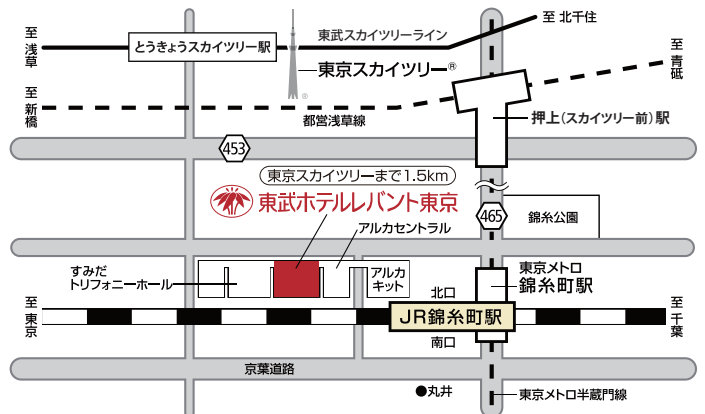 至 北千住
至 浅草
とうきょうスカイツリー駅
東武スカイツリーライン
至 青砥
東京スカイツリー®
®
至 新橋
都営浅草線
押上(スカイツリー前)駅
453
東京スカイツリーまで1.5km
東武ホテルレバント東京
465
錦糸公園
アルカセントラル
すみだ
トリフォニーホール
アルカ
キット
東京メトロ
錦糸町駅
北口
至 東京
JR錦糸町駅
至 千葉
南口
京葉道路
●丸井
東京メトロ半蔵門線